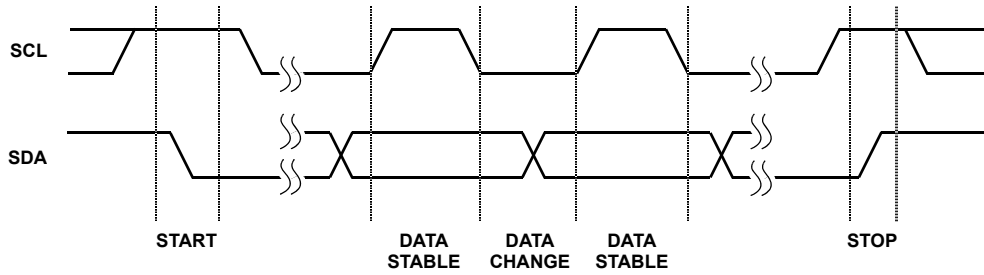 SCL
SDA
START
DATA
STABLE
DATA
CHANGE
DATA
STABLE
STOP